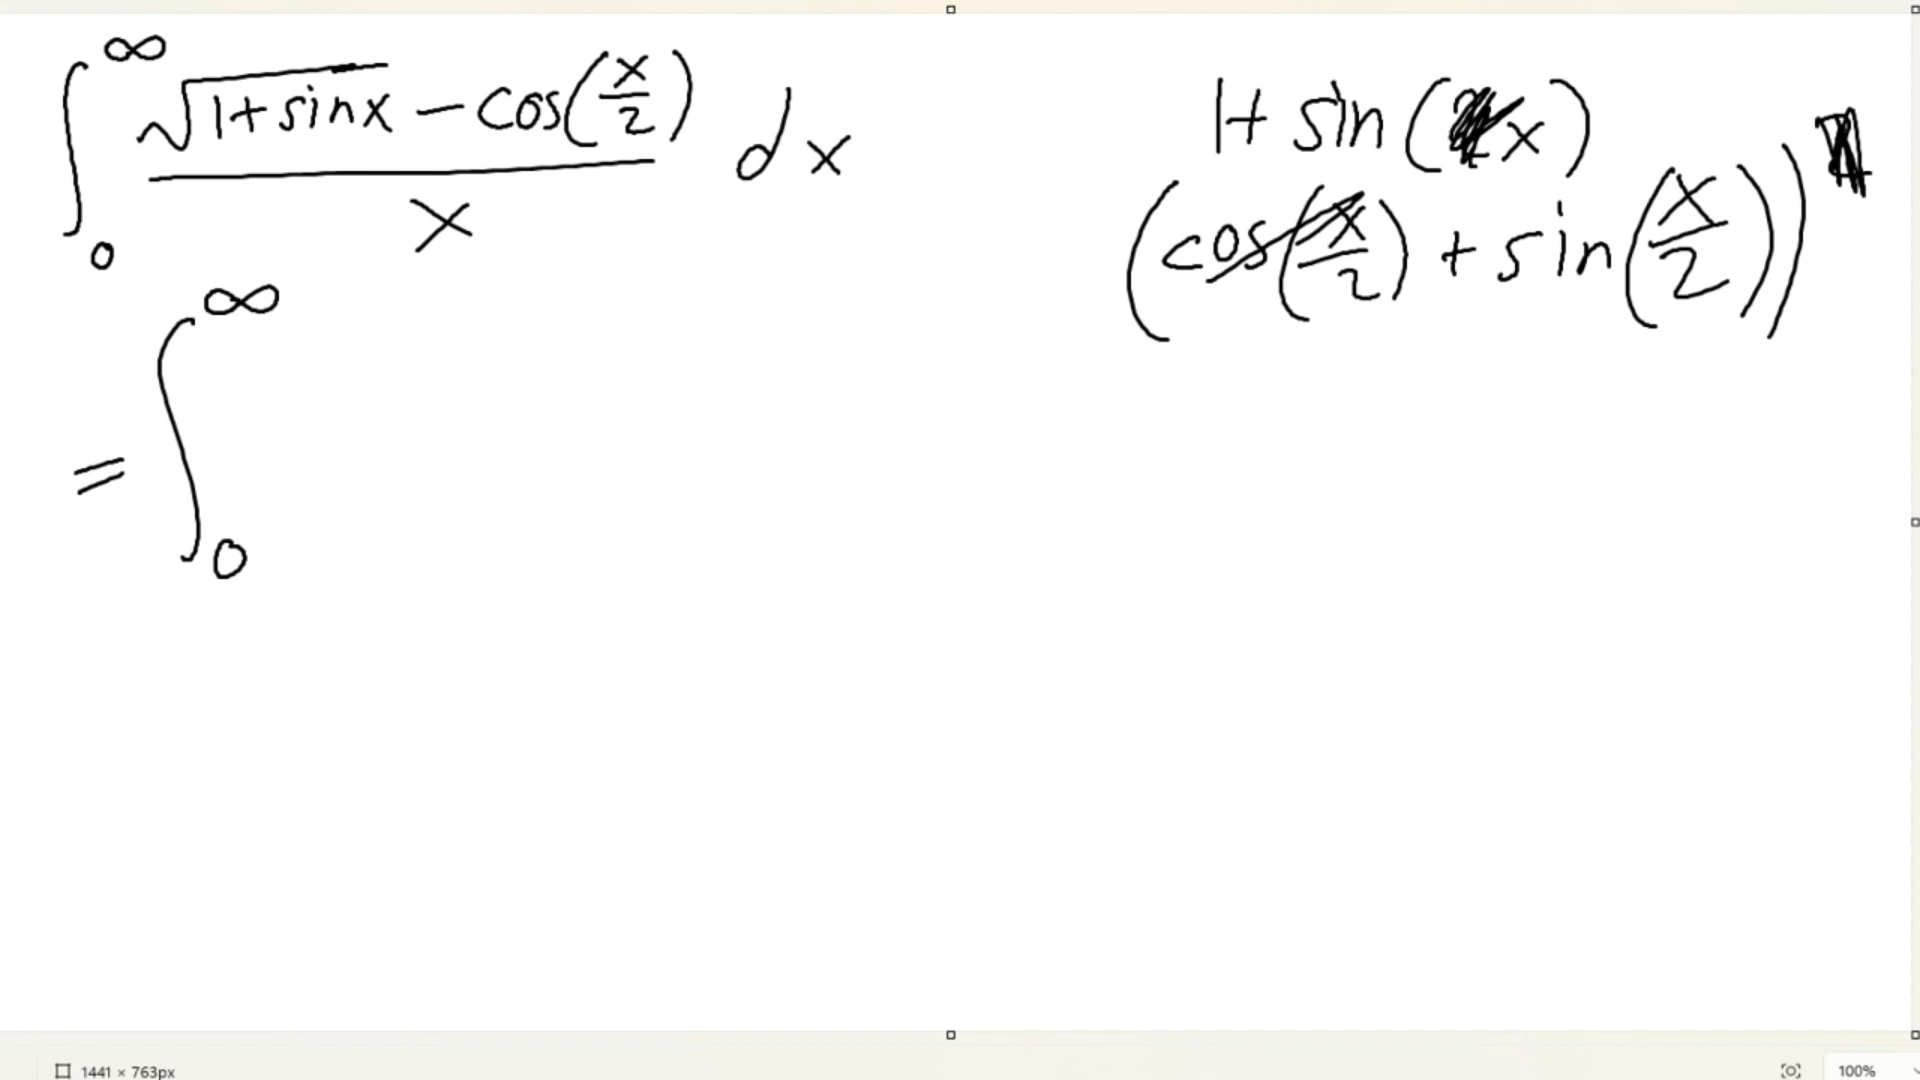 ∫₀^∞ (√(1+sinx) − cos(x/2))/x dx
= ∫₀^∞
1+ sin(x)
(cos(x/2) + sin(x/2))
1441 × 763px
100%